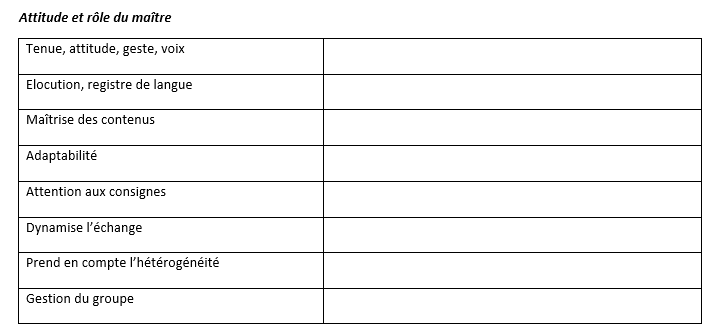 Attitude et rôle du maître
Tenue, attitude, geste, voix
Elocution, registre de langue
Maîtrise des contenus
Adaptabilité
Attention aux consignes
Dynamise l’échange
Prend en compte l’hétérogénéité
Gestion du groupe